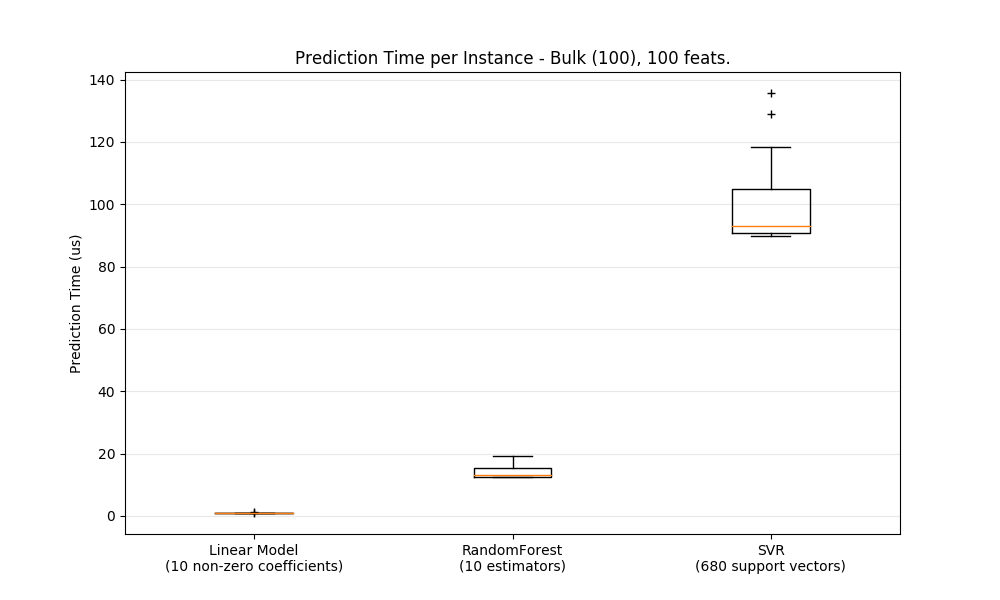 Prediction Time per Instance - Bulk (100), 100 feats.
140
120
100
80
60
40
20
0
Prediction Time (us)
Linear Model
(10 non-zero coefficients)
RandomForest
(10 estimators)
SVR
(680 support vectors)